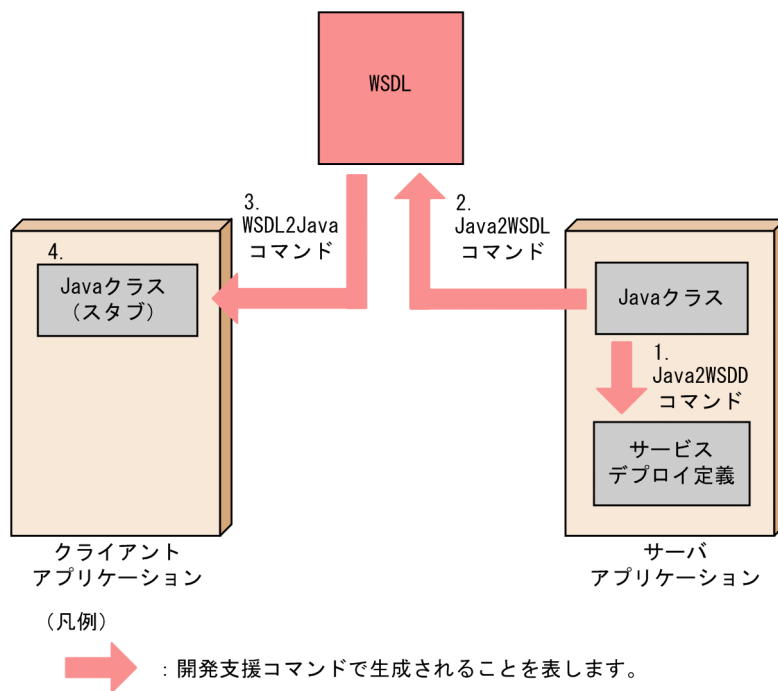 WSDL
3.
WSDL2Java
コマンド
2.
Java2WSDL
コマンド
4.
Javaクラス
（スタブ）
Javaクラス
1.
Java2WSDD
コマンド
サービス
デプロイ定義
クライアント
アプリケーション
サーバ
アプリケーション
（凡例）
：開発支援コマンドで生成されることを表します。